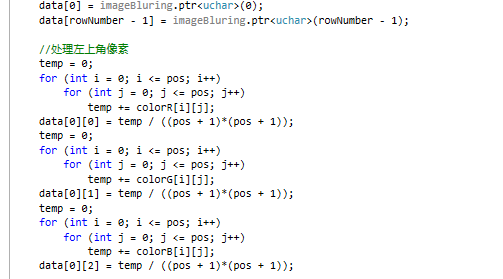 data[0] = imageBluring.ptr<uchar>(0);
data[rowNumber - 1] = imageBluring.ptr<uchar>(rowNumber - 1);
//处理左上角像素
temp = 0;
for (int i = 0; i <= pos; i++)
for (int j = 0; j <= pos; j++)
temp += colorR[i][j];
data[0][0] = temp / ((pos + 1)*(pos + 1));
temp = 0;
for (int i = 0; i <= pos; i++)
for (int j = 0; j <= pos; j++)
temp += colorG[i][j];
data[0][1] = temp / ((pos + 1)*(pos + 1));
temp = 0;
for (int i = 0; i <= pos; i++)
for (int j = 0; j <= pos; j++)
temp += colorB[i][j];
data[0][2] = temp / ((pos + 1)*(pos + 1));